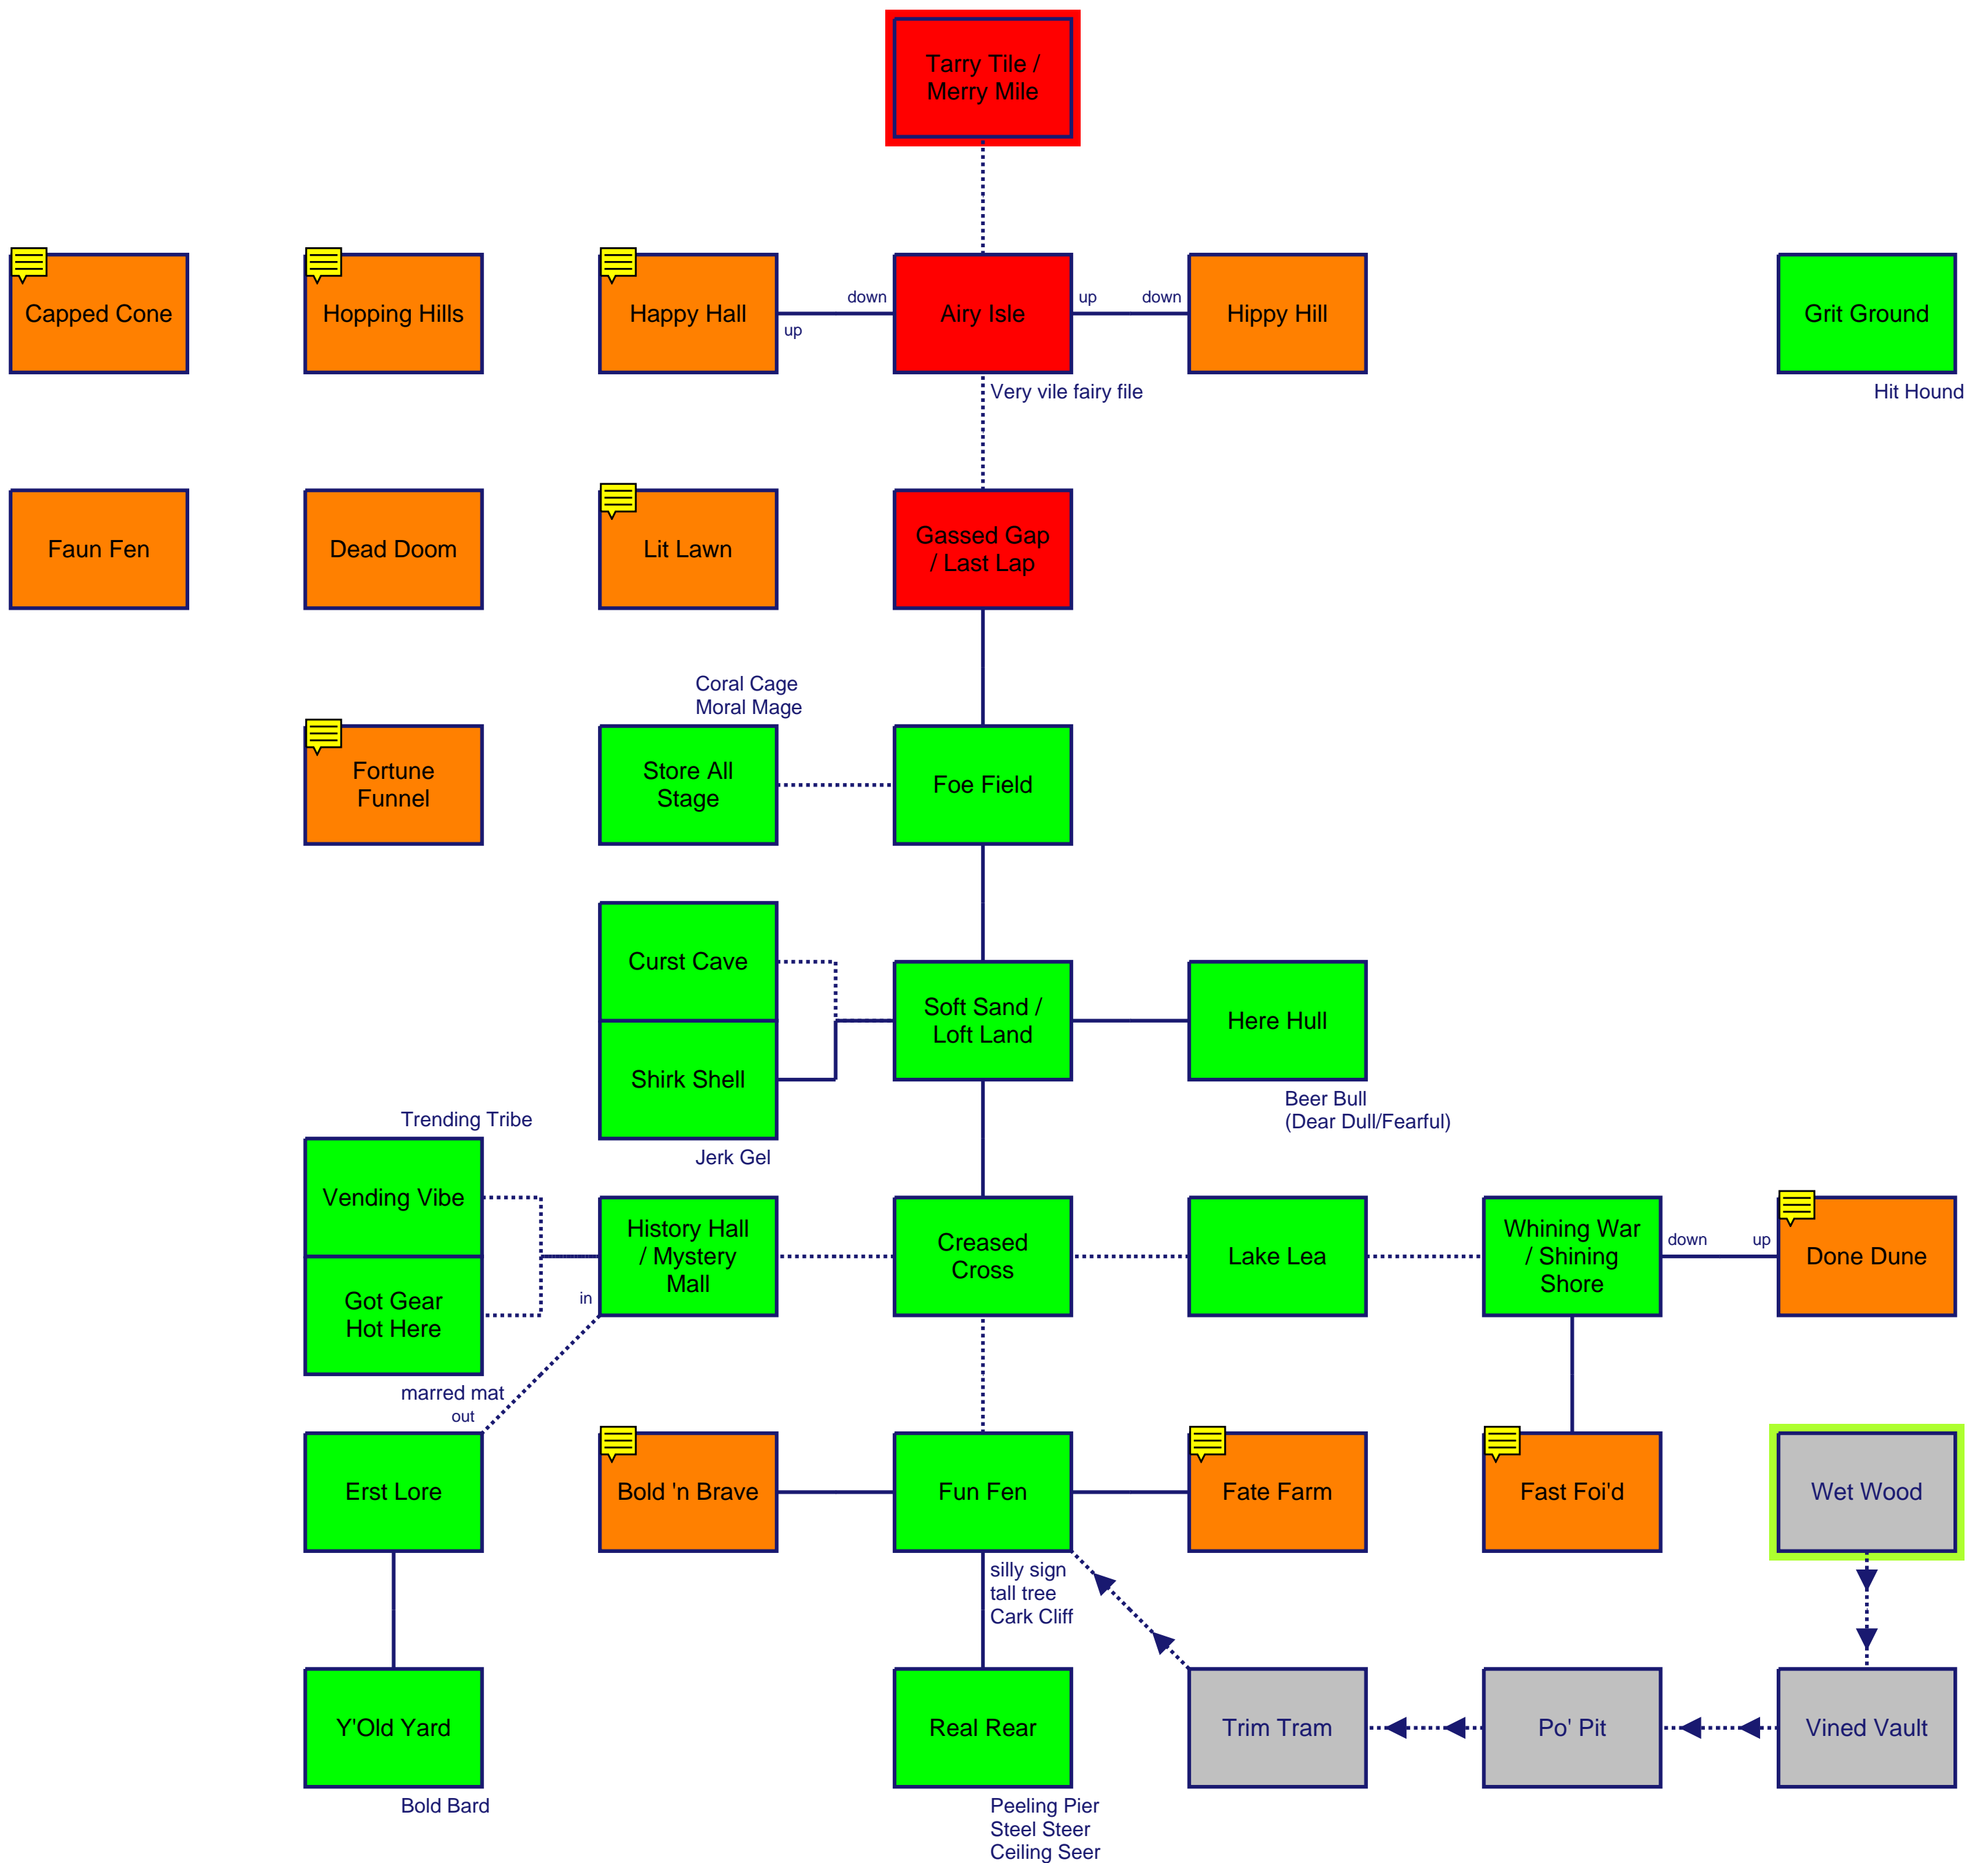 Tarry Tile /
Merry Mile
Capped Cone
Hopping Hills
Happy Hall
down
up
Airy Isle
up
down
Hippy Hill
Grit Ground
Very vile fairy file
Hit Hound
Faun Fen
Dead Doom
Lit Lawn
Gassed Gap
/ Last Lap
Coral Cage
Moral Mage
Fortune
Funnel
Store All
Stage
Foe Field
Curst Cave
Soft Sand /
Loft Land
Here Hull
Shirk Shell
Beer Bull
(Dear Dull/Fearful)
Trending Tribe
Jerk Gel
Vending Vibe
History Hall
/ Mystery
Mall
Creased
Cross
Lake Lea
Whining War
/ Shining
Shore
down
up
Done Dune
Got Gear
Hot Here
in
marred mat
out
Erst Lore
Bold 'n Brave
Fun Fen
Fate Farm
Fast Foi'd
Wet Wood
silly sign
tall tree
Cark Cliff
Y'Old Yard
Real Rear
Trim Tram
Po' Pit
Vined Vault
Bold Bard
Peeling Pier
Steel Steer
Ceiling Seer